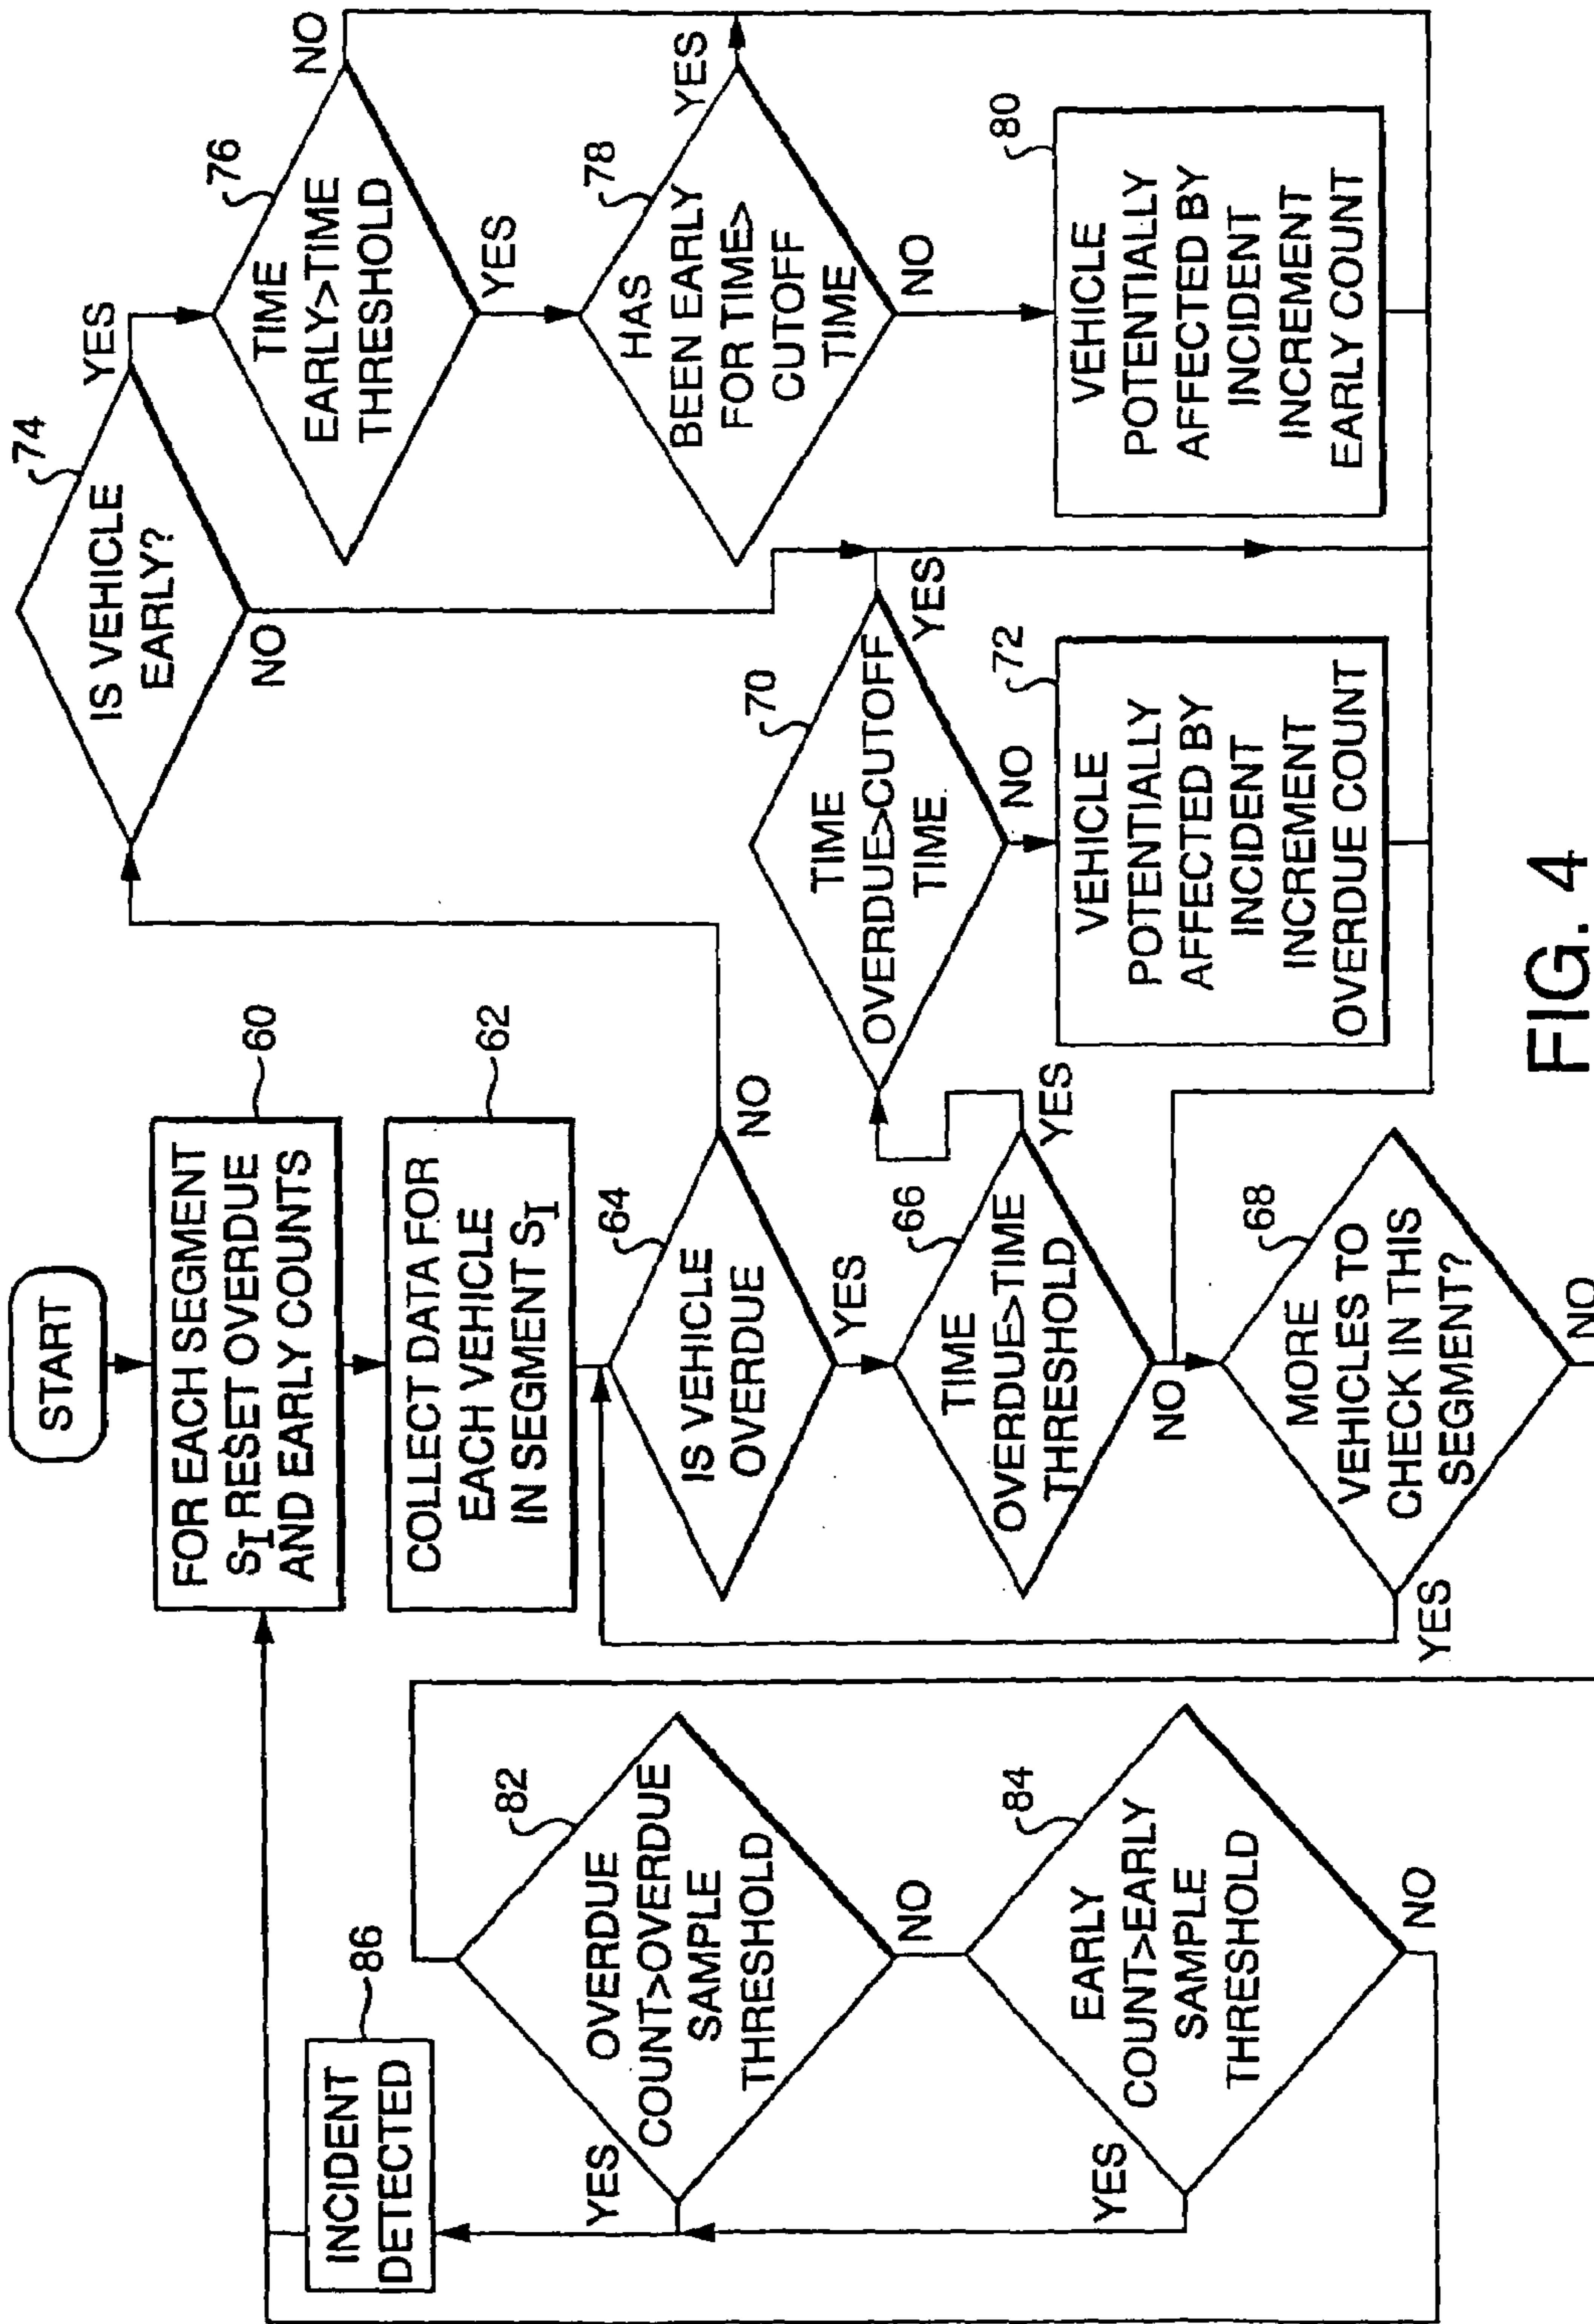 START
FOR EACH SEGMENT
SI RESET OVERDUE
AND EARLY COUNTS
60
COLLECT DATA FOR
EACH VEHICLE
IN SEGMENT SI
62
IS VEHICLE
OVERDUE
64
NO
YES
TIME
OVERDUE>TIME
THRESHOLD
66
YES
NO
MORE
VEHICLES TO
CHECK IN THIS
SEGMENT?
68
YES
NO
TIME
OVERDUE>CUTOFF
TIME
70
YES
NO
VEHICLE
POTENTIALLY
AFFECTED BY
INCIDENT
INCREMENT
OVERDUE COUNT
72
IS VEHICLE
EARLY?
74
YES
NO
TIME
EARLY>TIME
THRESHOLD
76
NO
YES
HAS
BEEN EARLY
FOR TIME>
CUTOFF
TIME
78
YES
NO
VEHICLE
POTENTIALLY
AFFECTED BY
INCIDENT
INCREMENT
EARLY COUNT
80
OVERDUE
COUNT>OVERDUE
SAMPLE
THRESHOLD
82
YES
NO
EARLY
COUNT>EARLY
SAMPLE
THRESHOLD
84
YES
NO
INCIDENT
DETECTED
86
FIG. 4